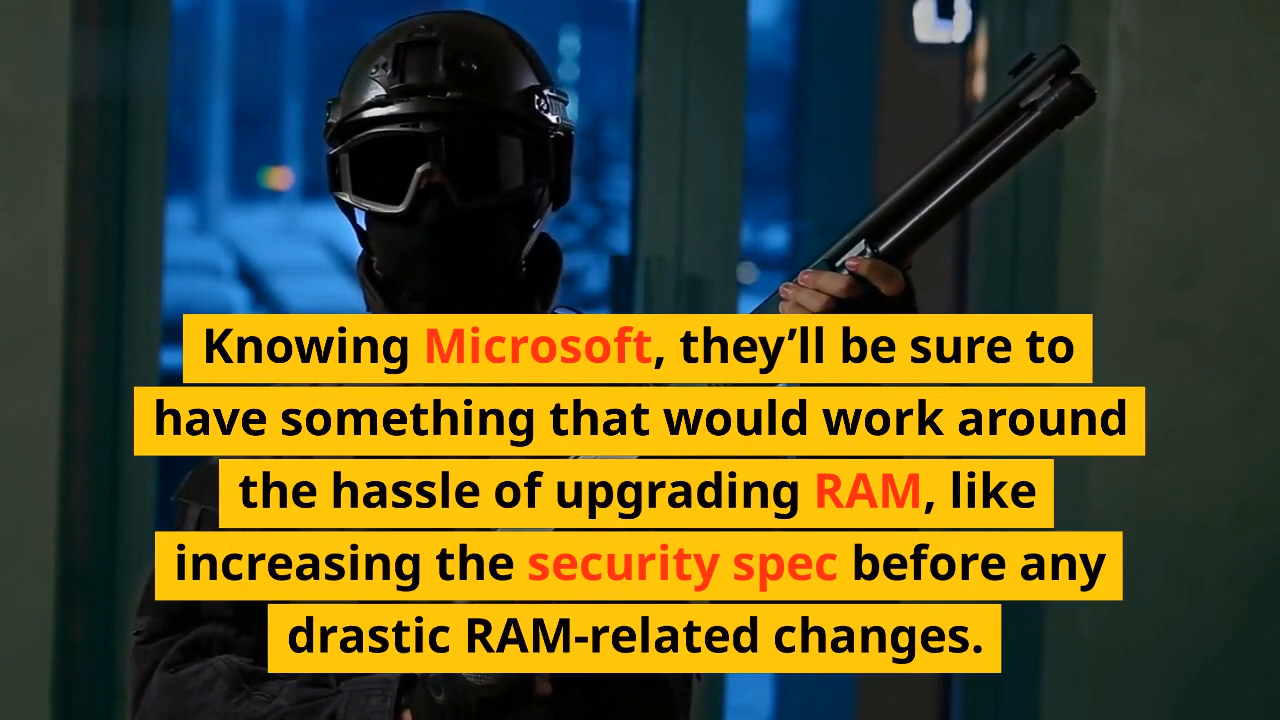 Knowing Microsoft, they’ll be sure to
have something that would work around
the hassle of upgrading RAM, like
increasing the security spec before any
drastic RAM-related changes.